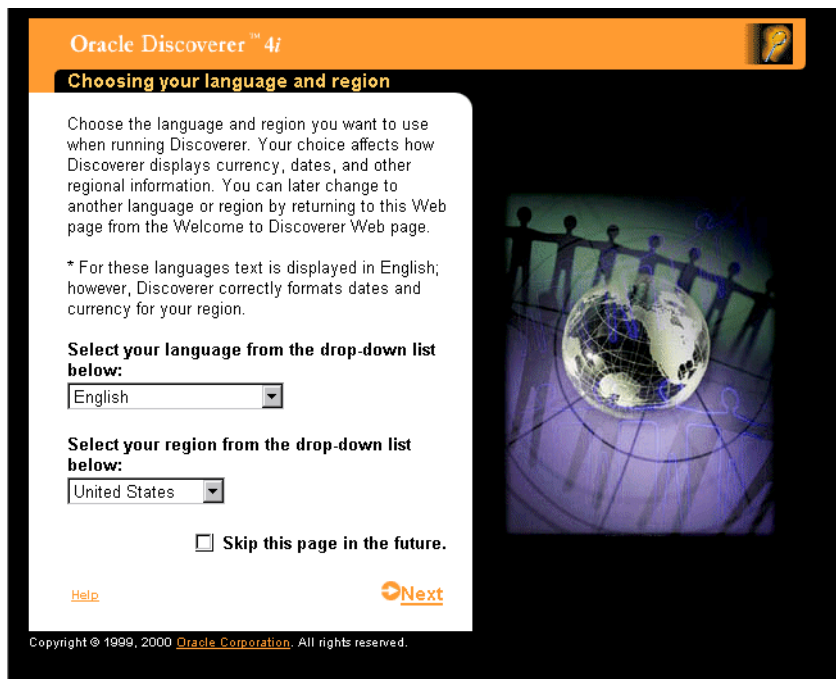 Oracle Discoverer™ 4i
Choosing your language and region
Choose the language and region you want to use
when running Discoverer. Your choice affects how
Discoverer displays currency, dates, and other
regional information. You can later change to
another language or region by returning to this Web
page from the Welcome to Discoverer Web page.
* For these languages text is displayed in English;
however, Discoverer correctly formats dates and
currency for your region.
Select your language from the drop-down list
below:
English
Select your region from the drop-down list
below:
United States
Skip this page in the future.
Help
Next
Copyright © 1999, 2000 Oracle Corporation. All rights reserved.